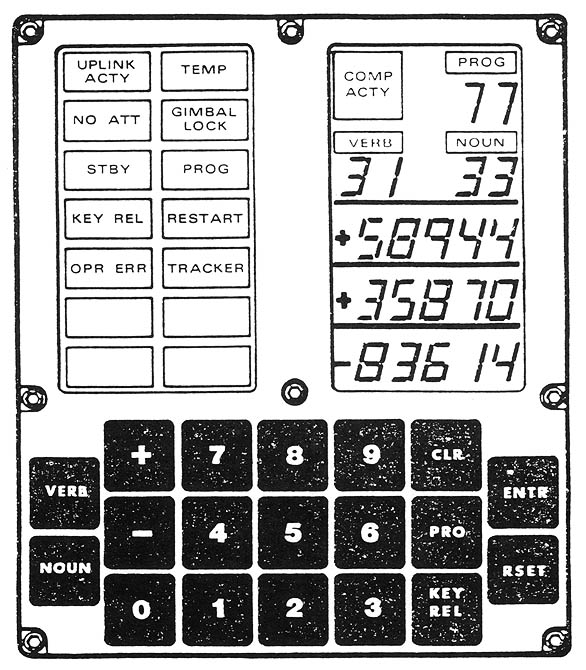 UPLINK
ACTY
TEMP
NO ATT
GIMBAL
LOCK
STBY
PROG
KEY REL
RESTART
OPR ERR
TRACKER
COMP
ACTY
PROG
77
VERB
NOUN
31
33
+58944
+35870
-83614
+
7
8
9
CLR
VERB
ENTR
-
4
5
6
PRO
NOUN
RSET
0
1
2
3
KEY
REL